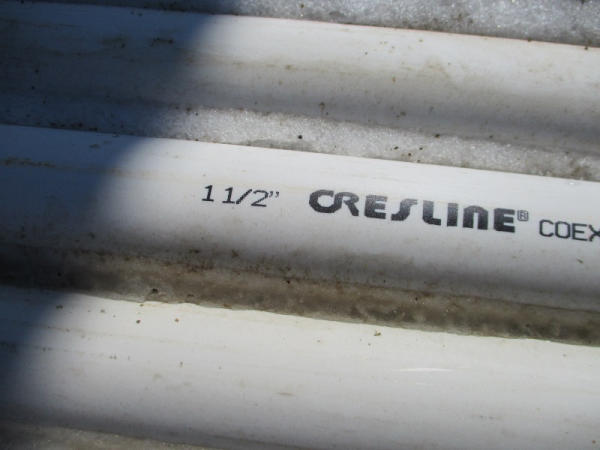 1 1/2" CRESLINE® COEX